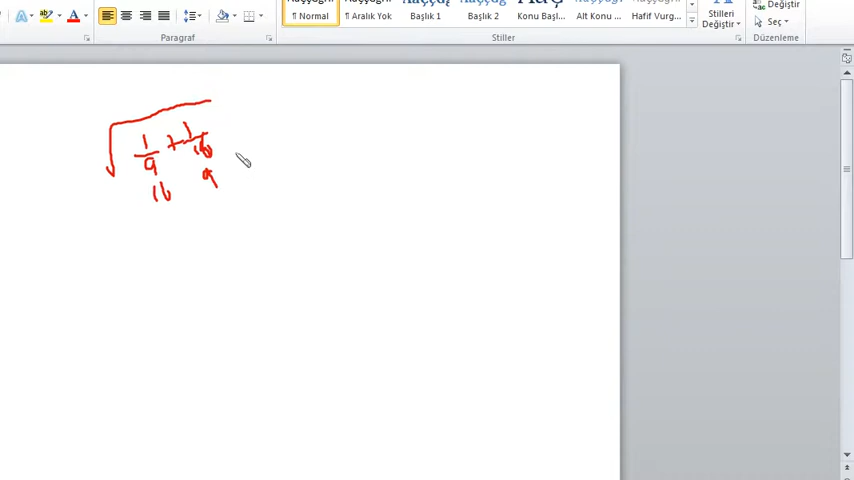 Değiştir
¶ Normal ¶ Aralık Yok Başlık 1 Başlık 2 Konu Başl... Alt Konu ... Hafif Vurg... Stilleri Değiştir Seç
Paragraf Stiller Düzenleme
√(1/9 + 1/16)
16 9